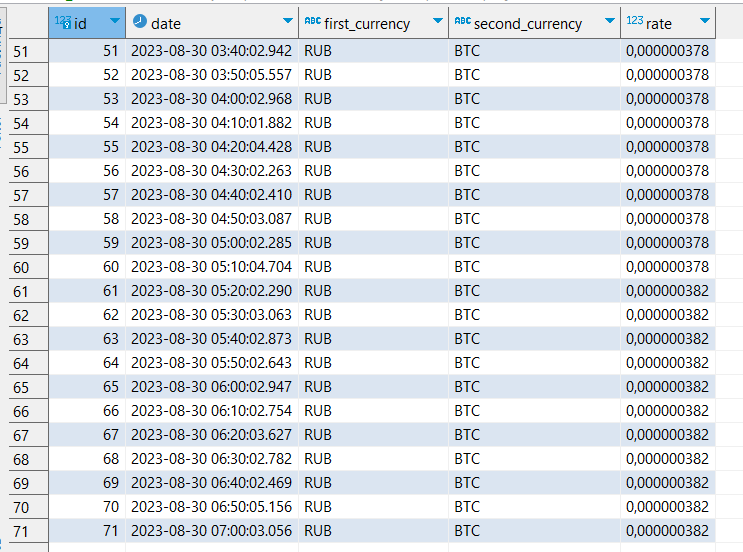 123 id date ABC first_currency ABC second_currency 123 rate
51 51 2023-08-30 03:40:02.942 RUB BTC 0,000000378
52 52 2023-08-30 03:50:05.557 RUB BTC 0,000000378
53 53 2023-08-30 04:00:02.968 RUB BTC 0,000000378
54 54 2023-08-30 04:10:01.882 RUB BTC 0,000000378
55 55 2023-08-30 04:20:04.428 RUB BTC 0,000000378
56 56 2023-08-30 04:30:02.263 RUB BTC 0,000000378
57 57 2023-08-30 04:40:02.410 RUB BTC 0,000000378
58 58 2023-08-30 04:50:03.087 RUB BTC 0,000000378
59 59 2023-08-30 05:00:02.285 RUB BTC 0,000000378
60 60 2023-08-30 05:10:04.704 RUB BTC 0,000000378
61 61 2023-08-30 05:20:02.290 RUB BTC 0,000000382
62 62 2023-08-30 05:30:03.063 RUB BTC 0,000000382
63 63 2023-08-30 05:40:02.873 RUB BTC 0,000000382
64 64 2023-08-30 05:50:02.643 RUB BTC 0,000000382
65 65 2023-08-30 06:00:02.947 RUB BTC 0,000000382
66 66 2023-08-30 06:10:02.754 RUB BTC 0,000000382
67 67 2023-08-30 06:20:03.627 RUB BTC 0,000000382
68 68 2023-08-30 06:30:02.782 RUB BTC 0,000000382
69 69 2023-08-30 06:40:02.469 RUB BTC 0,000000382
70 70 2023-08-30 06:50:05.156 RUB BTC 0,000000382
71 71 2023-08-30 07:00:03.056 RUB BTC 0,000000382